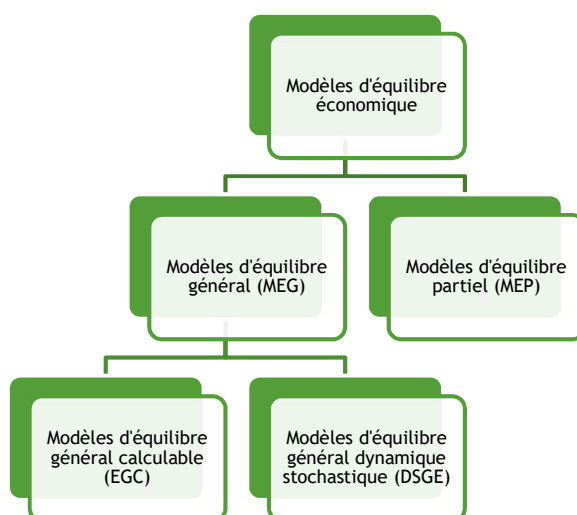 Modèles d'équilibre
économique
Modèles d'équilibre
général (MEG)
Modèles d'équilibre
partiel (MEP)
Modèles d'équilibre
général calculable
(EGC)
Modèles d'équilibre
général dynamique
stochastique (DSGE)